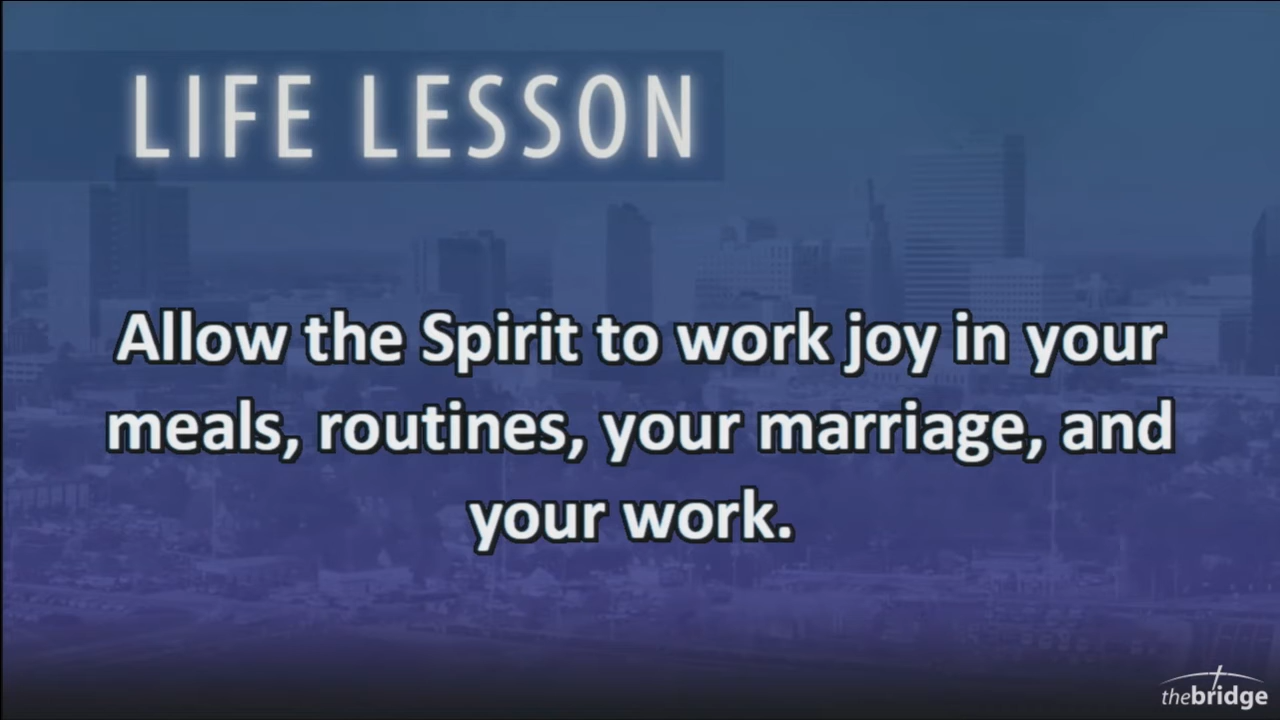 LIFE LESSON
Allow the Spirit to work joy in your
meals, routines, your marriage, and
your work.
thebridge